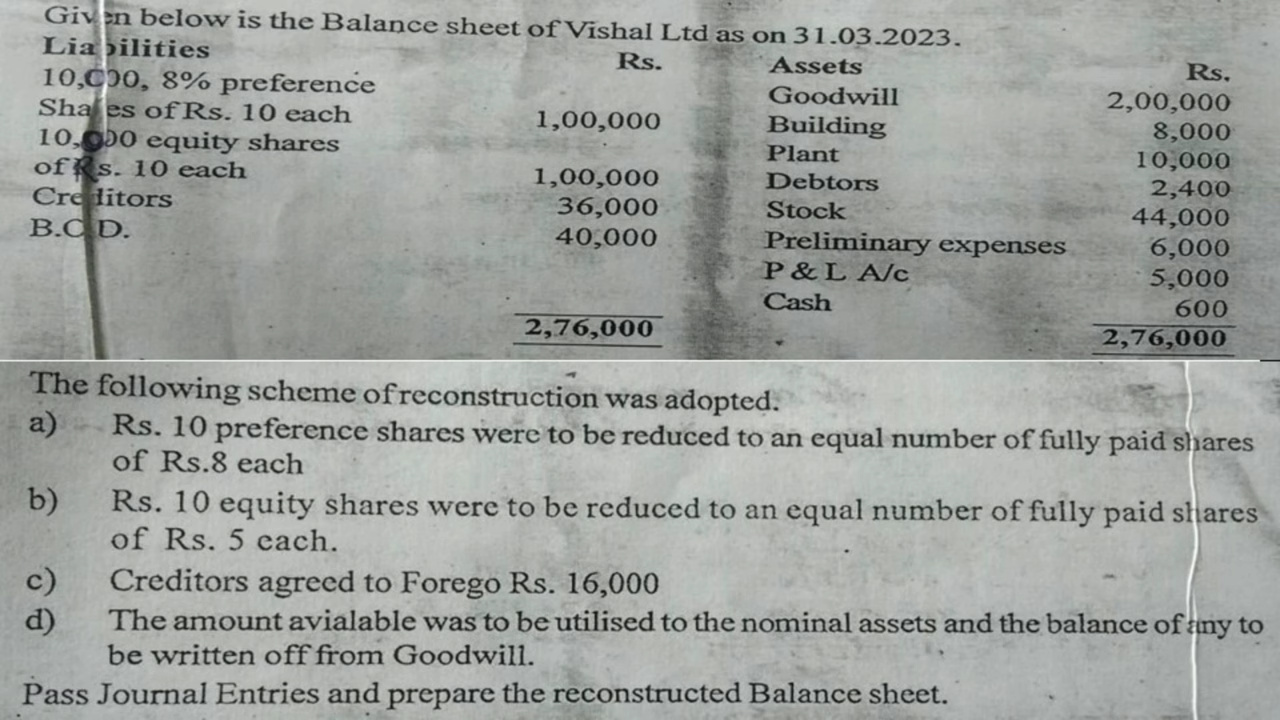 Given below is the Balance sheet of Vishal Ltd as on 31.03.2023.
Liabilities Rs. Assets Rs.
10,000, 8% preference Goodwill 2,00,000
Shares of Rs. 10 each 1,00,000 Building 8,000
10,000 equity shares Plant 10,000
of Rs. 10 each 1,00,000 Debtors 2,400
Creditors 36,000 Stock 44,000
B.O.D. 40,000 Preliminary expenses 6,000
P & L A/c 5,000
Cash 600
2,76,000 2,76,000
The following scheme of reconstruction was adopted.
a) Rs. 10 preference shares were to be reduced to an equal number of fully paid shares
of Rs.8 each
b) Rs. 10 equity shares were to be reduced to an equal number of fully paid shares
of Rs. 5 each.
c) Creditors agreed to Forego Rs. 16,000
d) The amount avialable was to be utilised to the nominal assets and the balance of any to
be written off from Goodwill.
Pass Journal Entries and prepare the reconstructed Balance sheet.